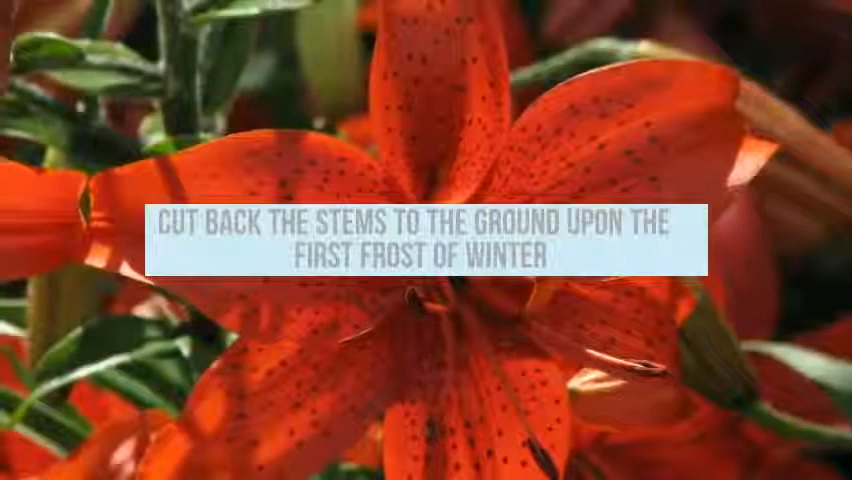 CUT BACK THE STEMS TO THE GROUND UPON THE
FIRST FROST OF WINTER